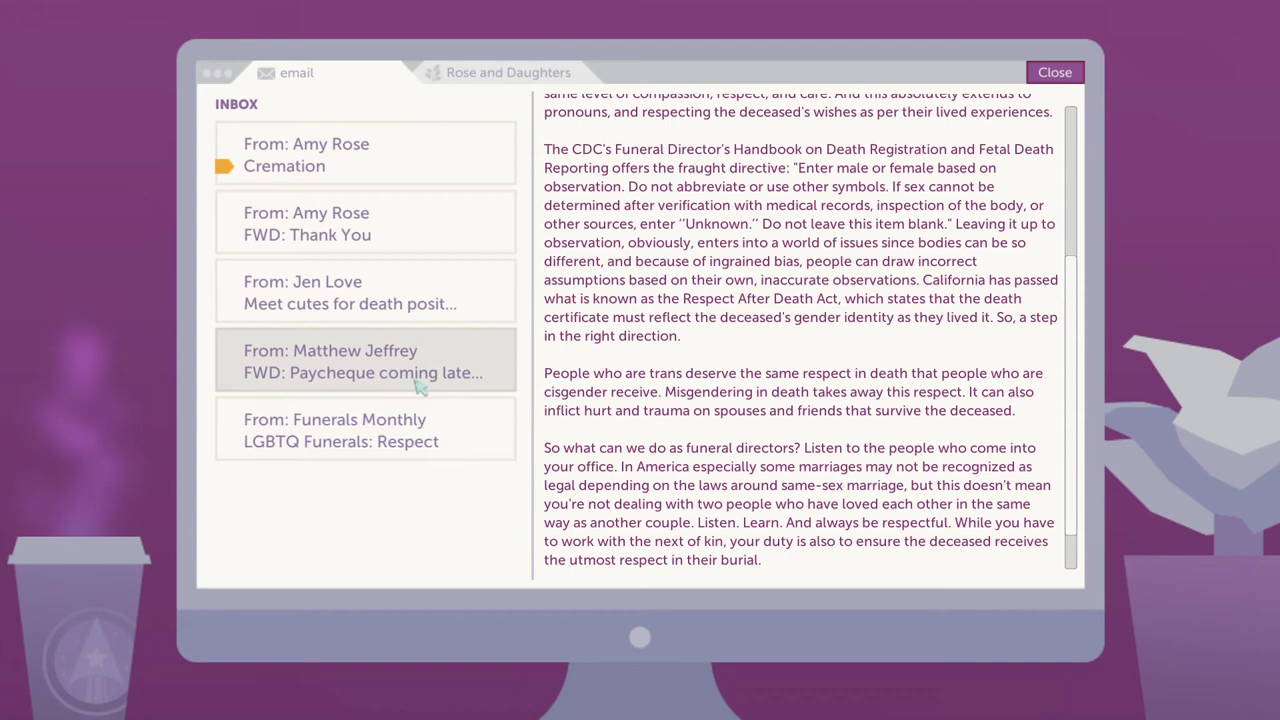 email
Rose and Daughters
Close
INBOX
From: Amy Rose
Cremation
From: Amy Rose
FWD: Thank You
From: Jen Love
Meet cutes for death posit...
From: Matthew Jeffrey
FWD: Paycheque coming late...
From: Funerals Monthly
LGBTQ Funerals: Respect
same level of compassion, respect, and care. And this absolutely extends to
pronouns, and respecting the deceased's wishes as per their lived experiences.
The CDC's Funeral Director's Handbook on Death Registration and Fetal Death
Reporting offers the fraught directive: "Enter male or female based on
observation. Do not abbreviate or use other symbols. If sex cannot be
determined after verification with medical records, inspection of the body, or
other sources, enter ‘‘Unknown.’’ Do not leave this item blank." Leaving it up to
observation, obviously, enters into a world of issues since bodies can be so
different, and because of ingrained bias, people can draw incorrect
assumptions based on their own, inaccurate observations. California has passed
what is known as the Respect After Death Act, which states that the death
certificate must reflect the deceased's gender identity as they lived it. So, a step
in the right direction.
People who are trans deserve the same respect in death that people who are
cisgender receive. Misgendering in death takes away this respect. It can also
inflict hurt and trauma on spouses and friends that survive the deceased.
So what can we do as funeral directors? Listen to the people who come into
your office. In America especially some marriages may not be recognized as
legal depending on the laws around same-sex marriage, but this doesn't mean
you're not dealing with two people who have loved each other in the same
way as another couple. Listen. Learn. And always be respectful. While you have
to work with the next of kin, your duty is also to ensure the deceased receives
the utmost respect in their burial.